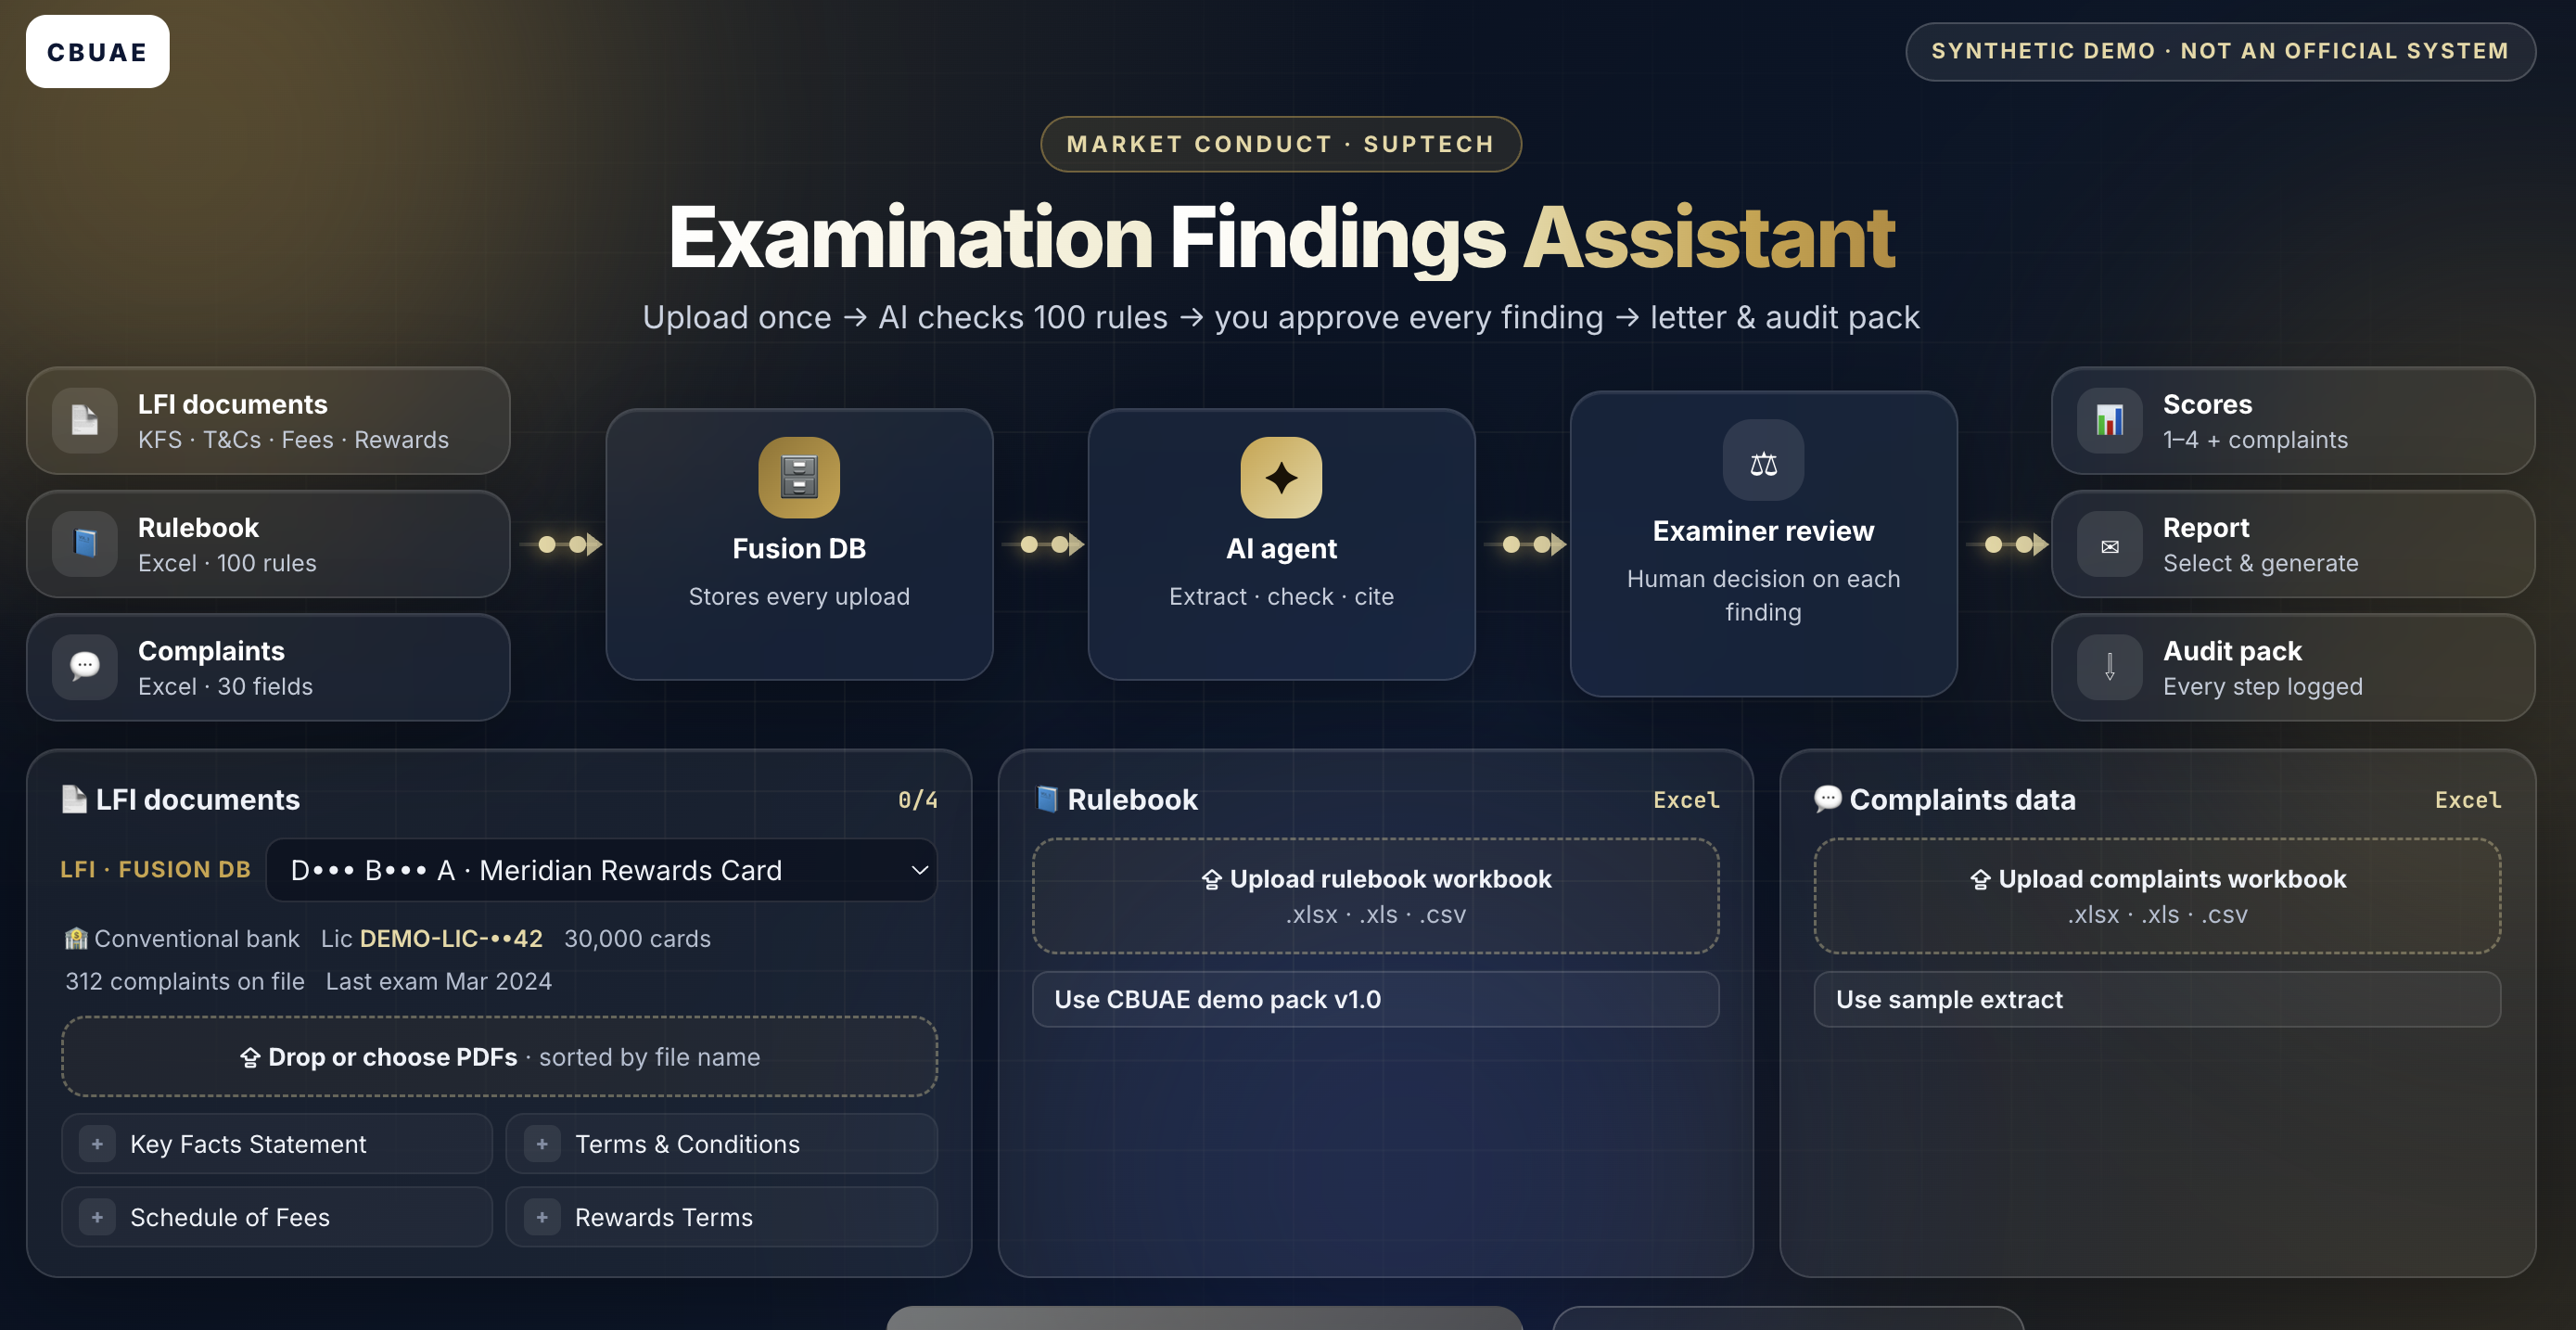 CBUAE
SYNTHETIC DEMO · NOT AN OFFICIAL SYSTEM
MARKET CONDUCT · SUPTECH
Examination Findings Assistant
Upload once → AI checks 100 rules → you approve every finding → letter & audit pack
LFI documents
KFS · T&Cs · Fees · Rewards
Rulebook
Excel · 100 rules
Complaints
Excel · 30 fields
Fusion DB
Stores every upload
AI agent
Extract · check · cite
Examiner review
Human decision on each
finding
Scores
1–4 + complaints
Report
Select & generate
Audit pack
Every step logged
LFI documents 0/4
LFI · FUSION DB D••• B••• A · Meridian Rewards Card
Conventional bank Lic DEMO-LIC-••42 30,000 cards
312 complaints on file Last exam Mar 2024
Drop or choose PDFs · sorted by file name
+ Key Facts Statement
+ Terms & Conditions
+ Schedule of Fees
+ Rewards Terms
Rulebook Excel
Upload rulebook workbook
.xlsx · .xls · .csv
Use CBUAE demo pack v1.0
Complaints data Excel
Upload complaints workbook
.xlsx · .xls · .csv
Use sample extract